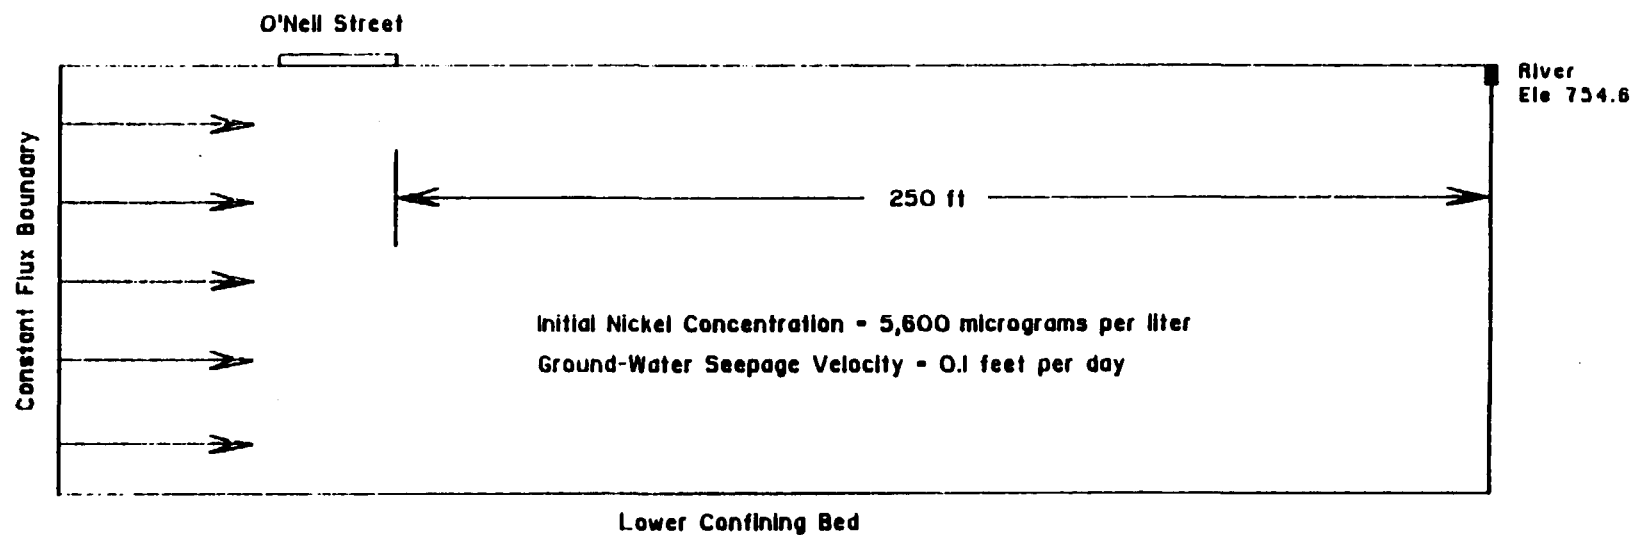 O'Neil Street
River
Ele 754.6
Constant Flux Boundary
250 ft
Initial Nickel Concentration = 5,600 micrograms per liter
Ground-Water Seepage Velocity = 0.1 feet per day
Lower Confining Bed